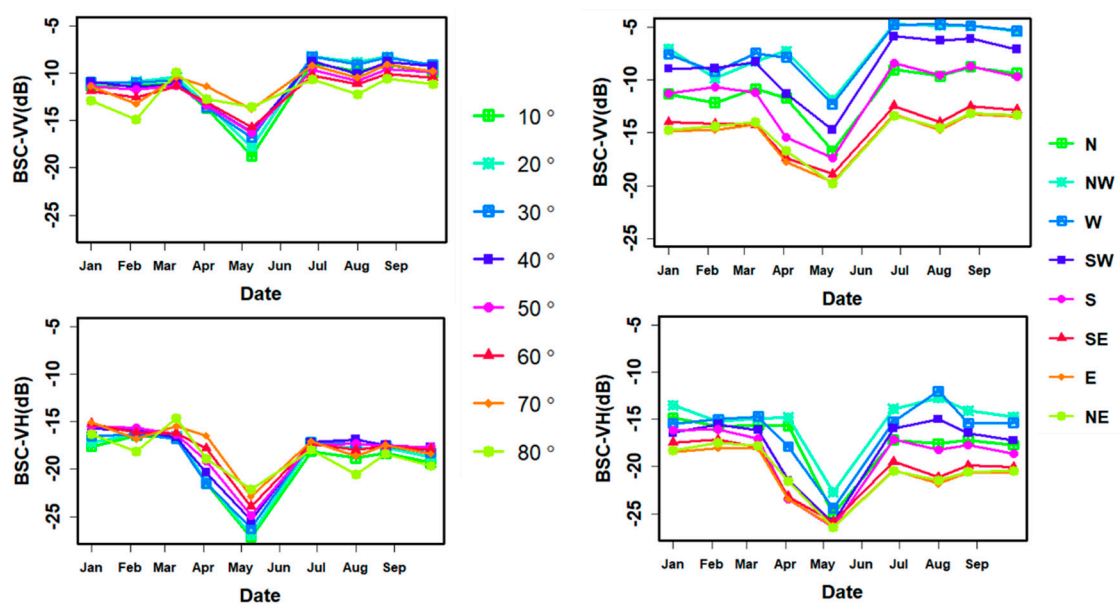 -5
-10
-15
-20
-25
BSC-VV(dB)
Jan Feb Mar Apr May Jun Jul Aug Sep
Date
-5
-10
-15
-20
-25
BSC-VH(dB)
Jan Feb Mar Apr May Jun Jul Aug Sep
Date
10 °
20 °
30 °
40 °
50 °
60 °
70 °
80 °
-5
-10
-15
-20
-25
BSC-VV(dB)
Jan Feb Mar Apr May Jun Jul Aug Sep
Date
-5
-10
-15
-20
-25
BSC-VH(dB)
Jan Feb Mar Apr May Jun Jul Aug Sep
Date
N
NW
W
SW
S
SE
E
NE